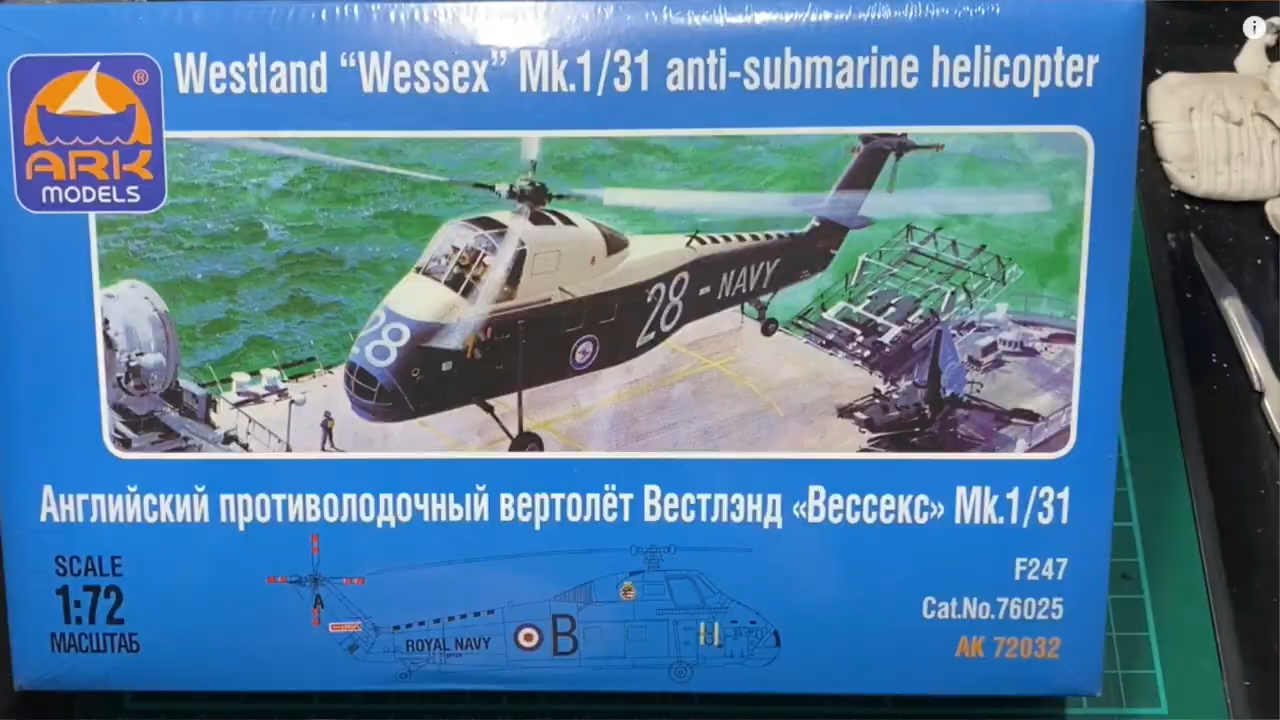 Westland “Wessex” Mk.1/31 anti-submarine helicopter
®
ARK
MODELS
28
28 - NAVY
Английский противолодочный вертолёт Вестлэнд «Вессекс» Mk.1/31
SCALE
1:72
МАСШТАБ
A
ROYAL NAVY
B
F247
Cat.No.76025
AK 72032